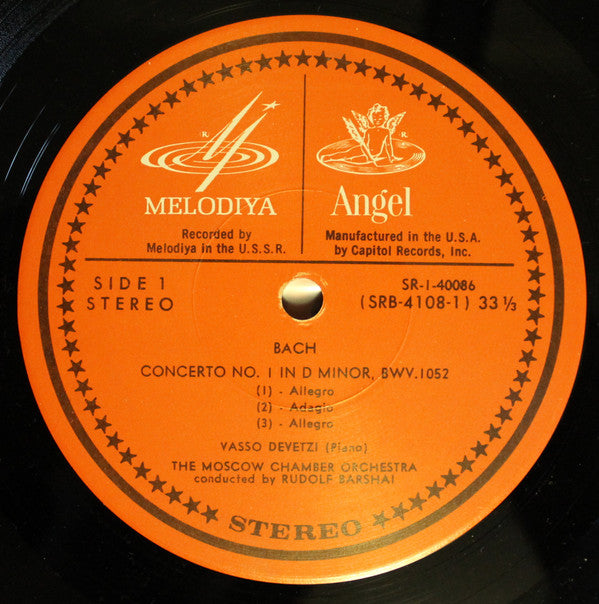 R.
MELODIYA
Recorded by
Melodiya in the U.S.S.R.
R.
Angel
Manufactured in the U.S.A.
by Capitol Records, Inc.
SIDE 1
STEREO
SR-1-40086
(SRB-4108-1) 33 ⅓
BACH
CONCERTO NO. 1 IN D MINOR, BWV.1052
(1) - Allegro
(2) - Adagio
(3) - Allegro
VASSO DEVETZI (Piano)
THE MOSCOW CHAMBER ORCHESTRA
conducted by RUDOLF BARSHAI
STEREO